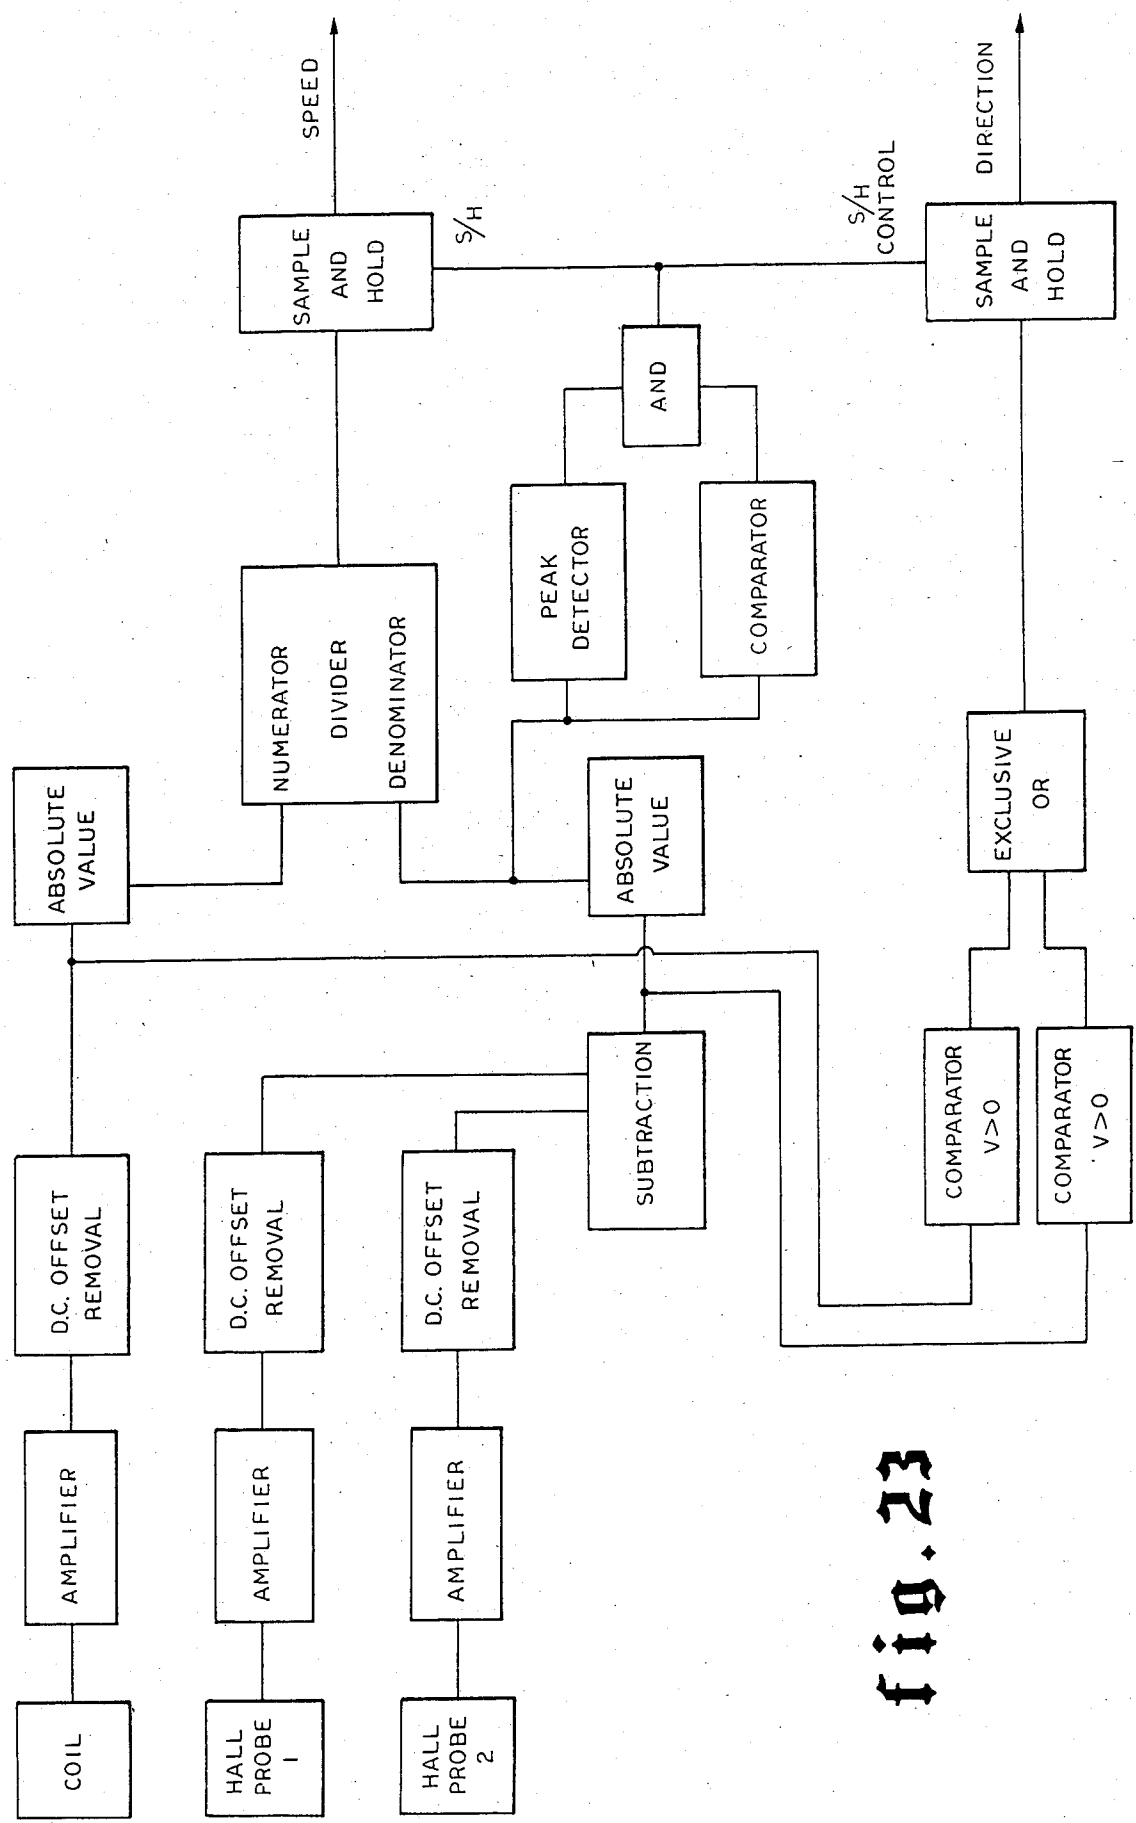 COIL
AMPLIFIER
D.C. OFFSET
REMOVAL
ABSOLUTE
VALUE
HALL
PROBE
1
AMPLIFIER
D.C. OFFSET
REMOVAL
NUMERATOR
DIVIDER
DENOMINATOR
SAMPLE
AND
HOLD
SPEED
S/H
HALL
PROBE
2
AMPLIFIER
D.C. OFFSET
REMOVAL
SUBTRACTION
ABSOLUTE
VALUE
PEAK
DETECTOR
COMPARATOR
AND
S/H
CONTROL
COMPARATOR
V>0
COMPARATOR
V>0
EXCLUSIVE
OR
SAMPLE
AND
HOLD
DIRECTION
fig. 23